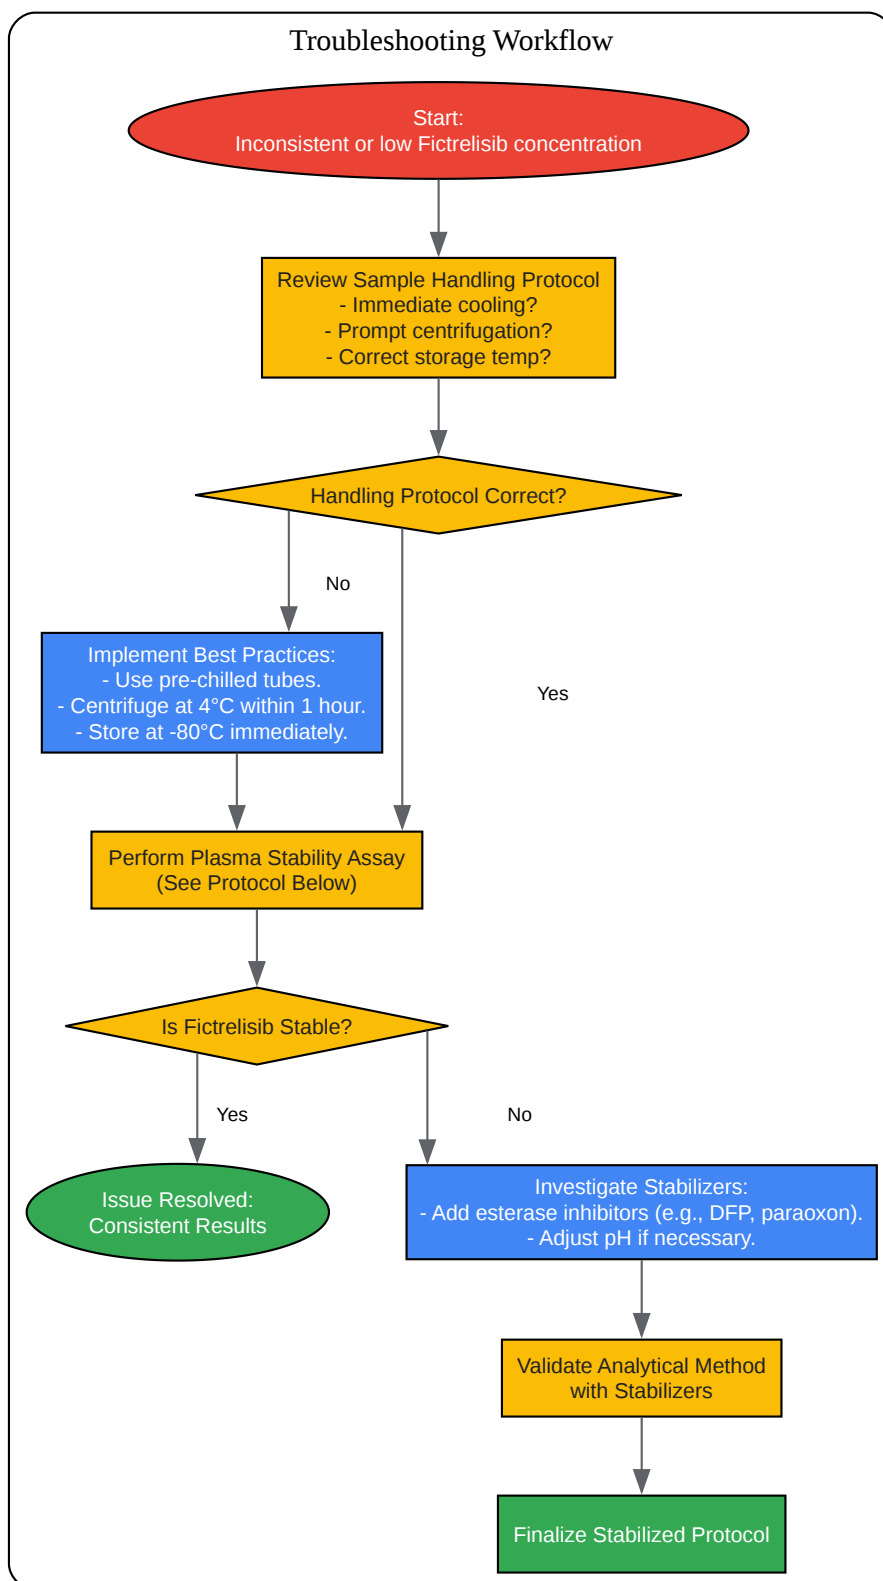 Troubleshooting Workflow
Start:
Inconsistent or low Fictrelisib concentration
Review Sample Handling Protocol
- Immediate cooling?
- Prompt centrifugation?
- Correct storage temp?
Handling Protocol Correct?
No
Implement Best Practices:
- Use pre-chilled tubes.
- Centrifuge at 4°C within 1 hour.
- Store at -80°C immediately.
Yes
Perform Plasma Stability Assay
(See Protocol Below)
Is Fictrelisib Stable?
Yes
No
Issue Resolved:
Consistent Results
Investigate Stabilizers:
- Add esterase inhibitors (e.g., DFP, paraoxon).
- Adjust pH if necessary.
Validate Analytical Method
with Stabilizers
Finalize Stabilized Protocol